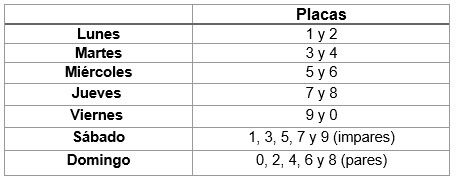 Placas
Lunes 1 y 2
Martes 3 y 4
Miércoles 5 y 6
Jueves 7 y 8
Viernes 9 y 0
Sábado 1, 3, 5, 7 y 9 (impares)
Domingo 0, 2, 4, 6 y 8 (pares)